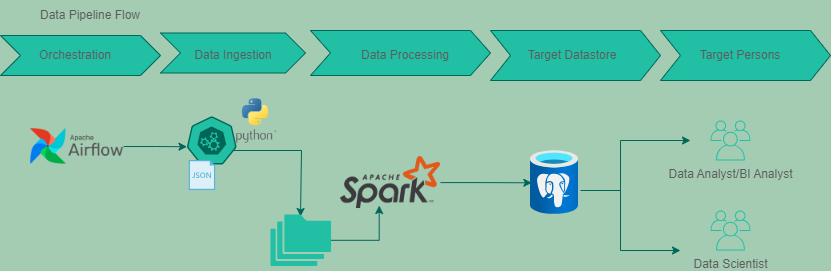 Data Pipeline Flow
Orchestration
Data Ingestion
Data Processing
Target Datastore
Target Persons
Apache
Airflow
python
JSON
APACHE
Spark
Data Analyst/BI Analyst
Data Scientist